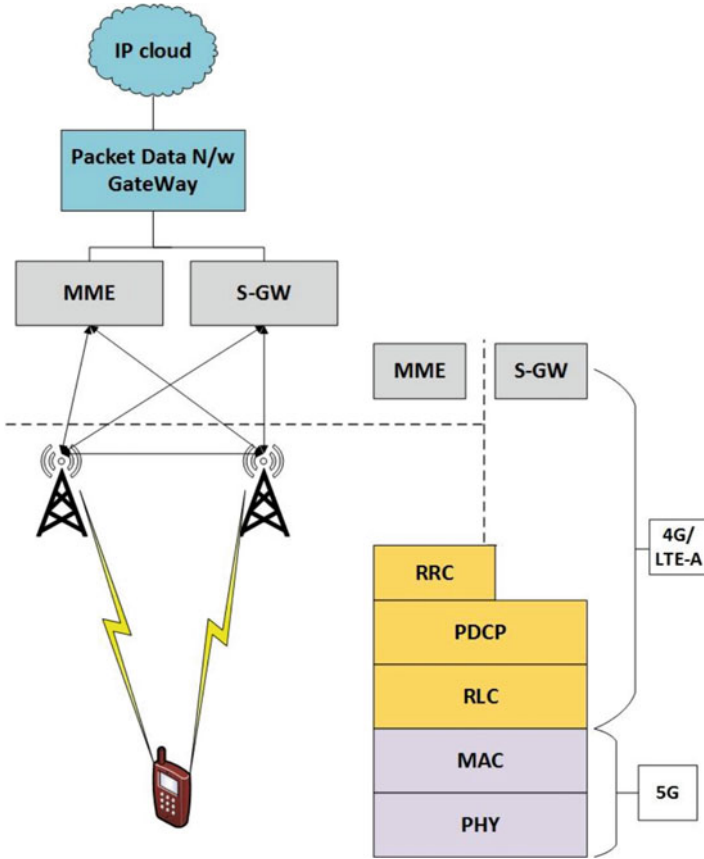 IP cloud
Packet Data N/w
GateWay
MME
S-GW
MME
S-GW
4G/
LTE-A
RRC
PDCP
RLC
MAC
5G
PHY